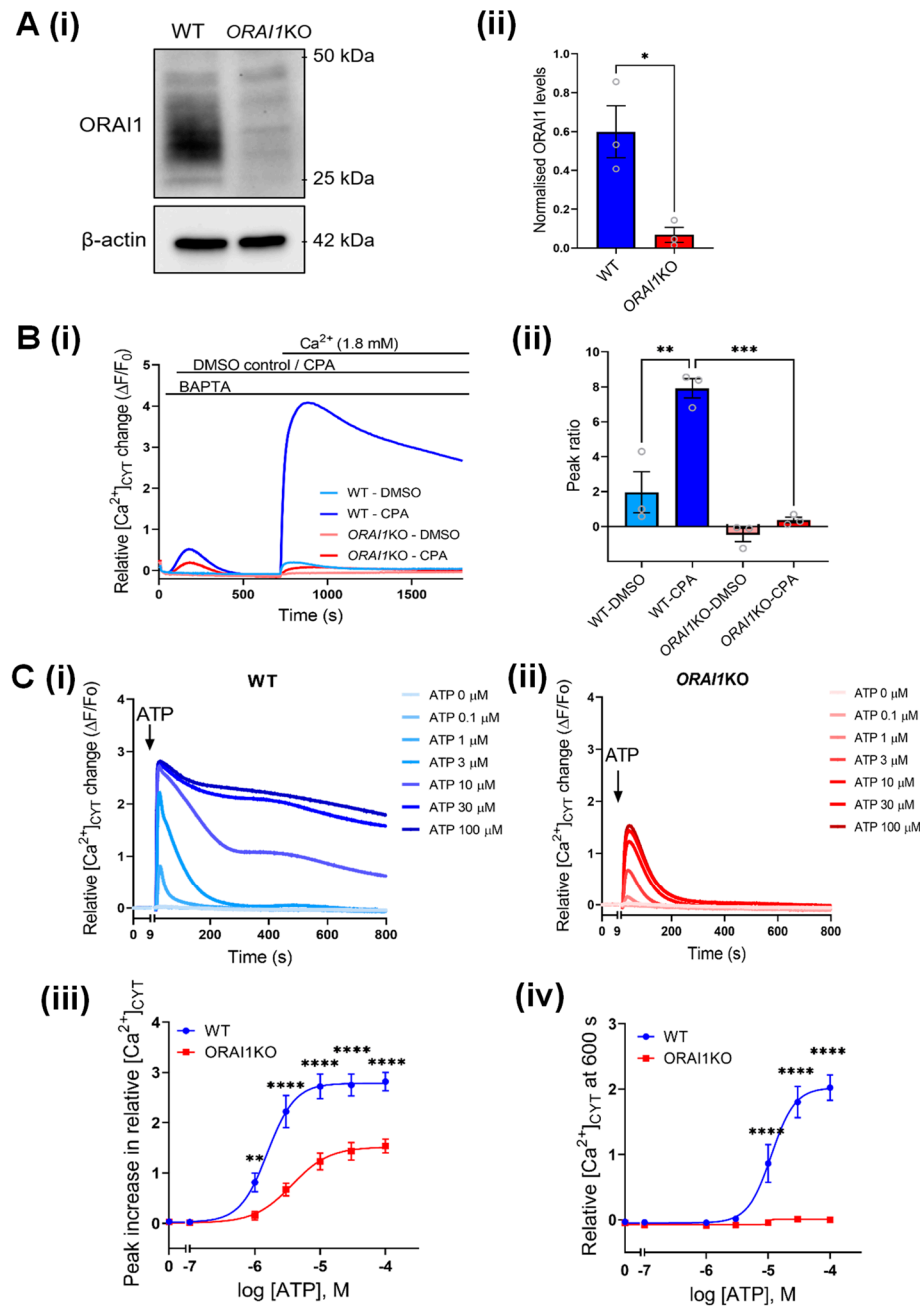 A (i)
WT ORAI1KO
50 kDa
ORAI1
25 kDa
β-actin
42 kDa
(ii)
Normalised ORAI1 levels
1.0
0.8
0.6
0.4
0.2
0.0
*
WT
ORAI1KO
B (i)
Ca²⁺ (1.8 mM)
DMSO control / CPA
BAPTA
Relative [Ca²⁺]CYT change (ΔF/F₀)
5
4
3
2
1
0
WT - DMSO
WT - CPA
ORAI1KO - DMSO
ORAI1KO - CPA
0 500 1000 1500
Time (s)
(ii)
Peak ratio
10
8
6
4
2
0
** ***
WT-DMSO
WT-CPA
ORAI1KO-DMSO
ORAI1KO-CPA
C (i)
WT
Relative [Ca²⁺]CYT change (ΔF/Fo)
4
3
2
1
0
ATP
ATP 0 μM
ATP 0.1 μM
ATP 1 μM
ATP 3 μM
ATP 10 μM
ATP 30 μM
ATP 100 μM
0 9 200 400 600 800
Time (s)
(ii)
ORAI1KO
Relative [Ca²⁺]CYT change (ΔF/Fo)
4
3
2
1
0
ATP
ATP 0 μM
ATP 0.1 μM
ATP 1 μM
ATP 3 μM
ATP 10 μM
ATP 30 μM
ATP 100 μM
0 9 200 400 600 800
Time (s)
(iii)
Peak increase in relative [Ca²⁺]CYT
4
3
2
1
0
WT
ORAI1KO
**
****
****
****
****
0 -7 -6 -5 -4
log [ATP], M
(iv)
Relative [Ca²⁺]CYT at 600 s
3
2
1
0
WT
ORAI1KO
****
****
****
0 -7 -6 -5 -4
log [ATP], M